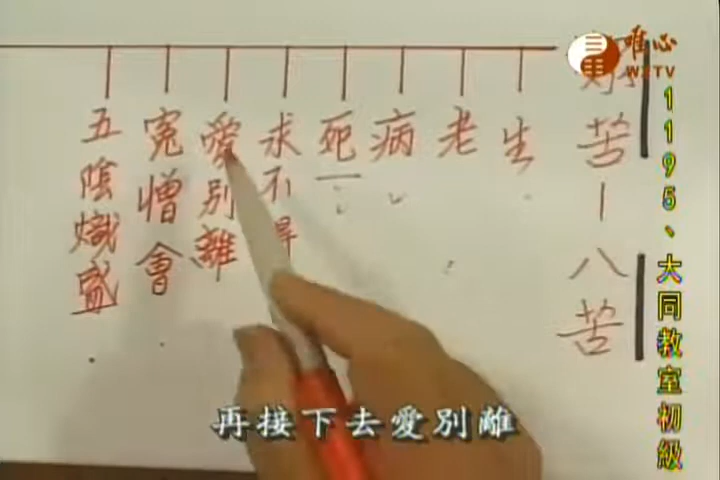 唯心
WXTV
1195、大同教室初級
苦－八苦
生
老
病
死
求不得
愛別離
冤憎會
五陰熾盛
再接下去愛別離